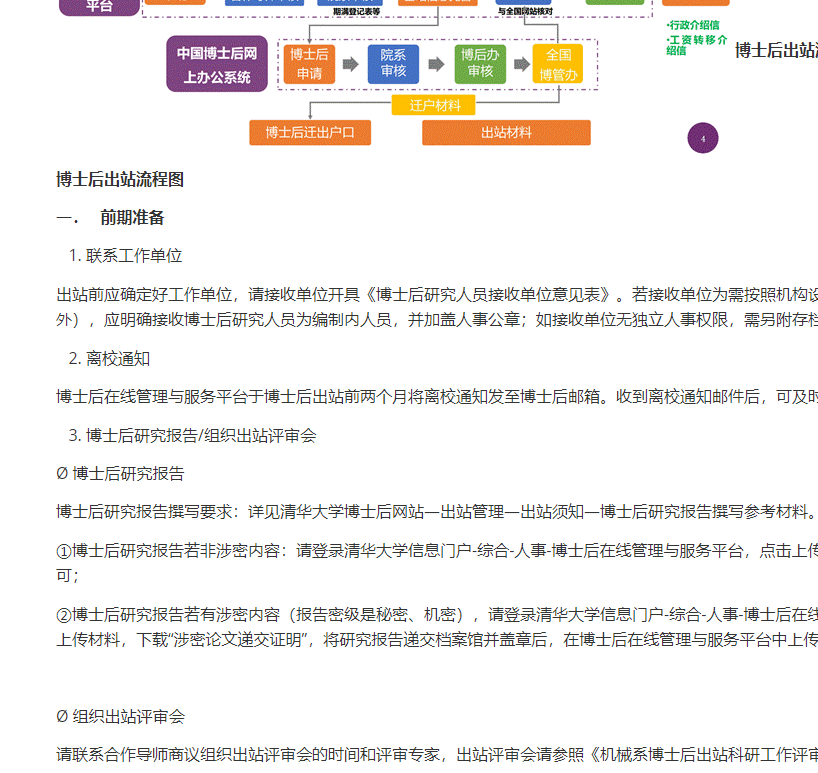 平台
期满登记表等
与全国网站核对
·行政介绍信
·工资转移介绍信
中国博士后网上办公系统
博士后申请
院系审核
博后办审核
全国博管办
博士后出站流
迁户材料
博士后迁出户口
出站材料
4
博士后出站流程图
一． 前期准备
1. 联系工作单位
出站前应确定好工作单位，请接收单位开具《博士后研究人员接收单位意见表》。若接收单位为需按照机构设
外），应明确接收博士后研究人员为编制内人员，并加盖人事公章；如接收单位无独立人事权限，需另附存档
2. 离校通知
博士后在线管理与服务平台于博士后出站前两个月将离校通知发至博士后邮箱。收到离校通知邮件后，可及时
3. 博士后研究报告/组织出站评审会
Ø 博士后研究报告
博士后研究报告撰写要求：详见清华大学博士后网站—出站管理—出站须知—博士后研究报告撰写参考材料。
①博士后研究报告若非涉密内容：请登录清华大学信息门户-综合-人事-博士后在线管理与服务平台，点击上传
可；
②博士后研究报告若有涉密内容（报告密级是秘密、机密），请登录清华大学信息门户-综合-人事-博士后在线
上传材料，下载“涉密论文递交证明”，将研究报告递交档案馆并盖章后，在博士后在线管理与服务平台中上传
Ø 组织出站评审会
请联系合作导师商议组织出站评审会的时间和评审专家，出站评审会请参照《机械系博士后出站科研工作评审